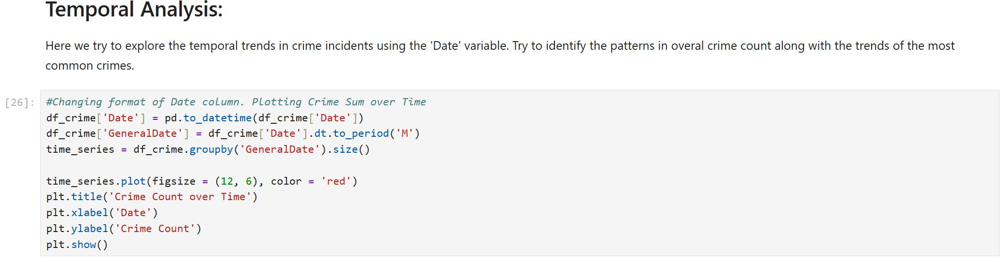 Temporal Analysis:
Here we try to explore the temporal trends in crime incidents using the 'Date' variable. Try to identify the patterns in overal crime count along with the trends of the most
common crimes.
[26]: #Changing format of Date column. Plotting Crime Sum over Time
df_crime['Date'] = pd.to_datetime(df_crime['Date'])
df_crime['GeneralDate'] = df_crime['Date'].dt.to_period('M')
time_series = df_crime.groupby('GeneralDate').size()
time_series.plot(figsize = (12, 6), color = 'red')
plt.title('Crime Count over Time')
plt.xlabel('Date')
plt.ylabel('Crime Count')
plt.show()